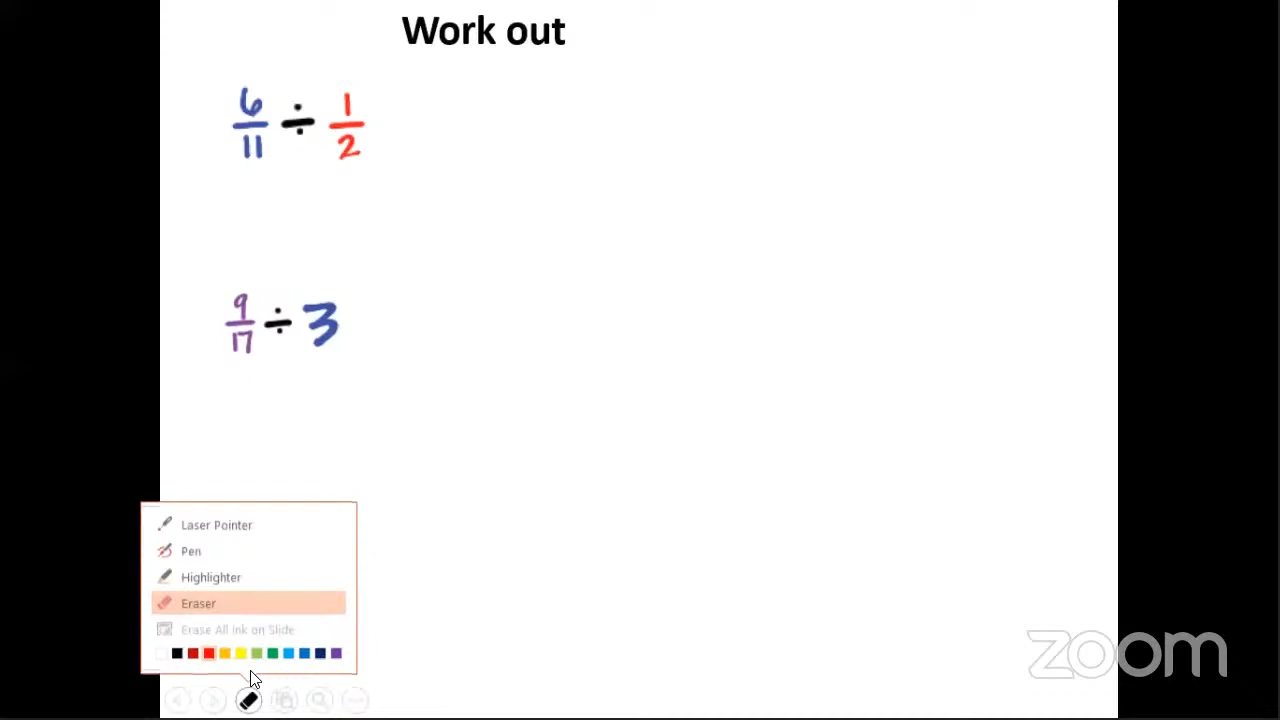 Work out
6/11 ÷ 1/2
9/17 ÷ 3
Laser Pointer
Pen
Highlighter
Eraser
Erase All Ink on Slide
zoom